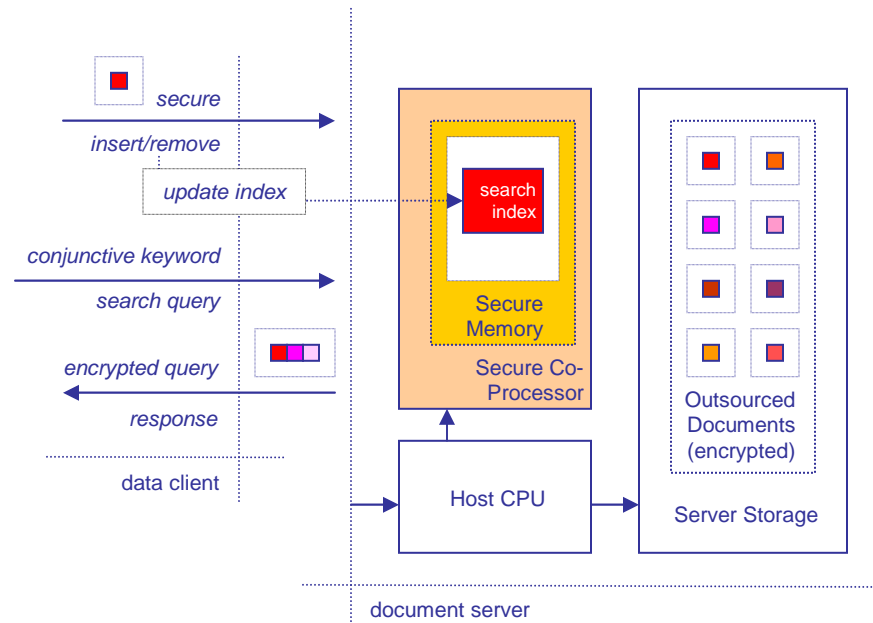 secure
insert/remove
update index
conjunctive keyword
search query
encrypted query
response
data client
search
index
Secure
Memory
Secure Co-
Processor
Host CPU
Outsourced
Documents
(encrypted)
Server Storage
document server